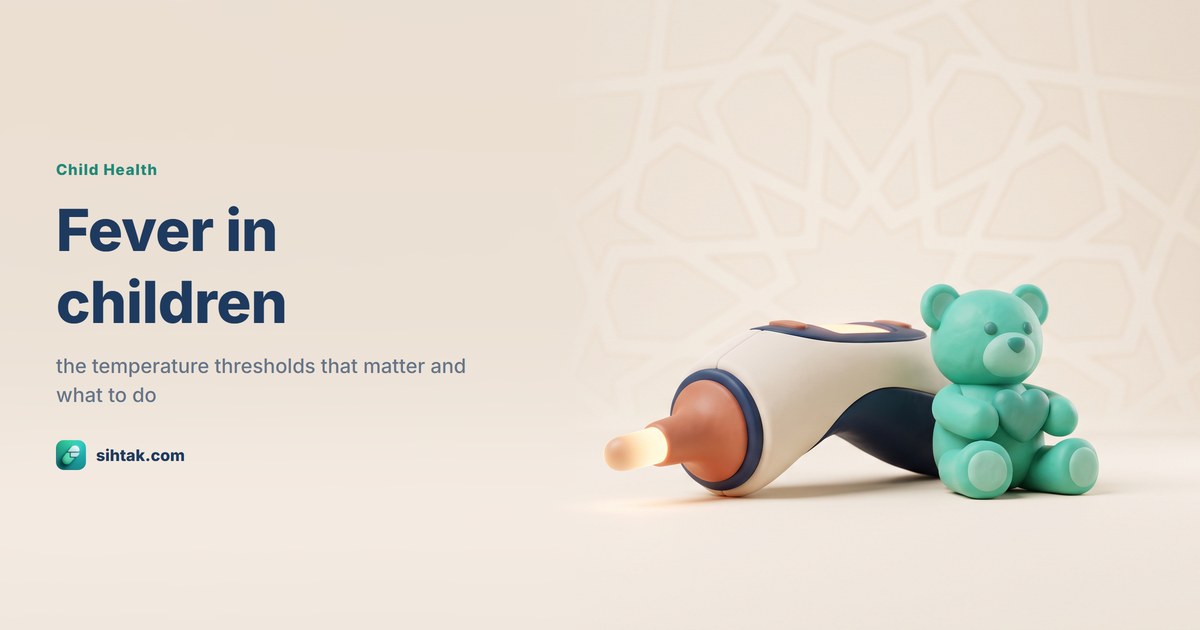 Child Health
Fever in
children
the temperature thresholds that matter and
what to do
sihtak.com